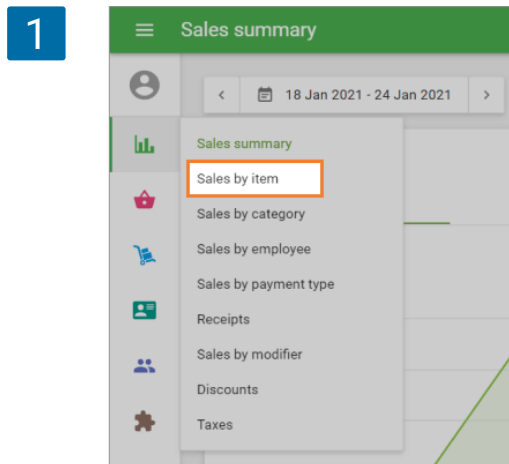 1
Sales summary
18 Jan 2021 - 24 Jan 2021
Sales summary
Sales by item
Sales by category
Sales by employee
Sales by payment type
Receipts
Sales by modifier
Discounts
Taxes